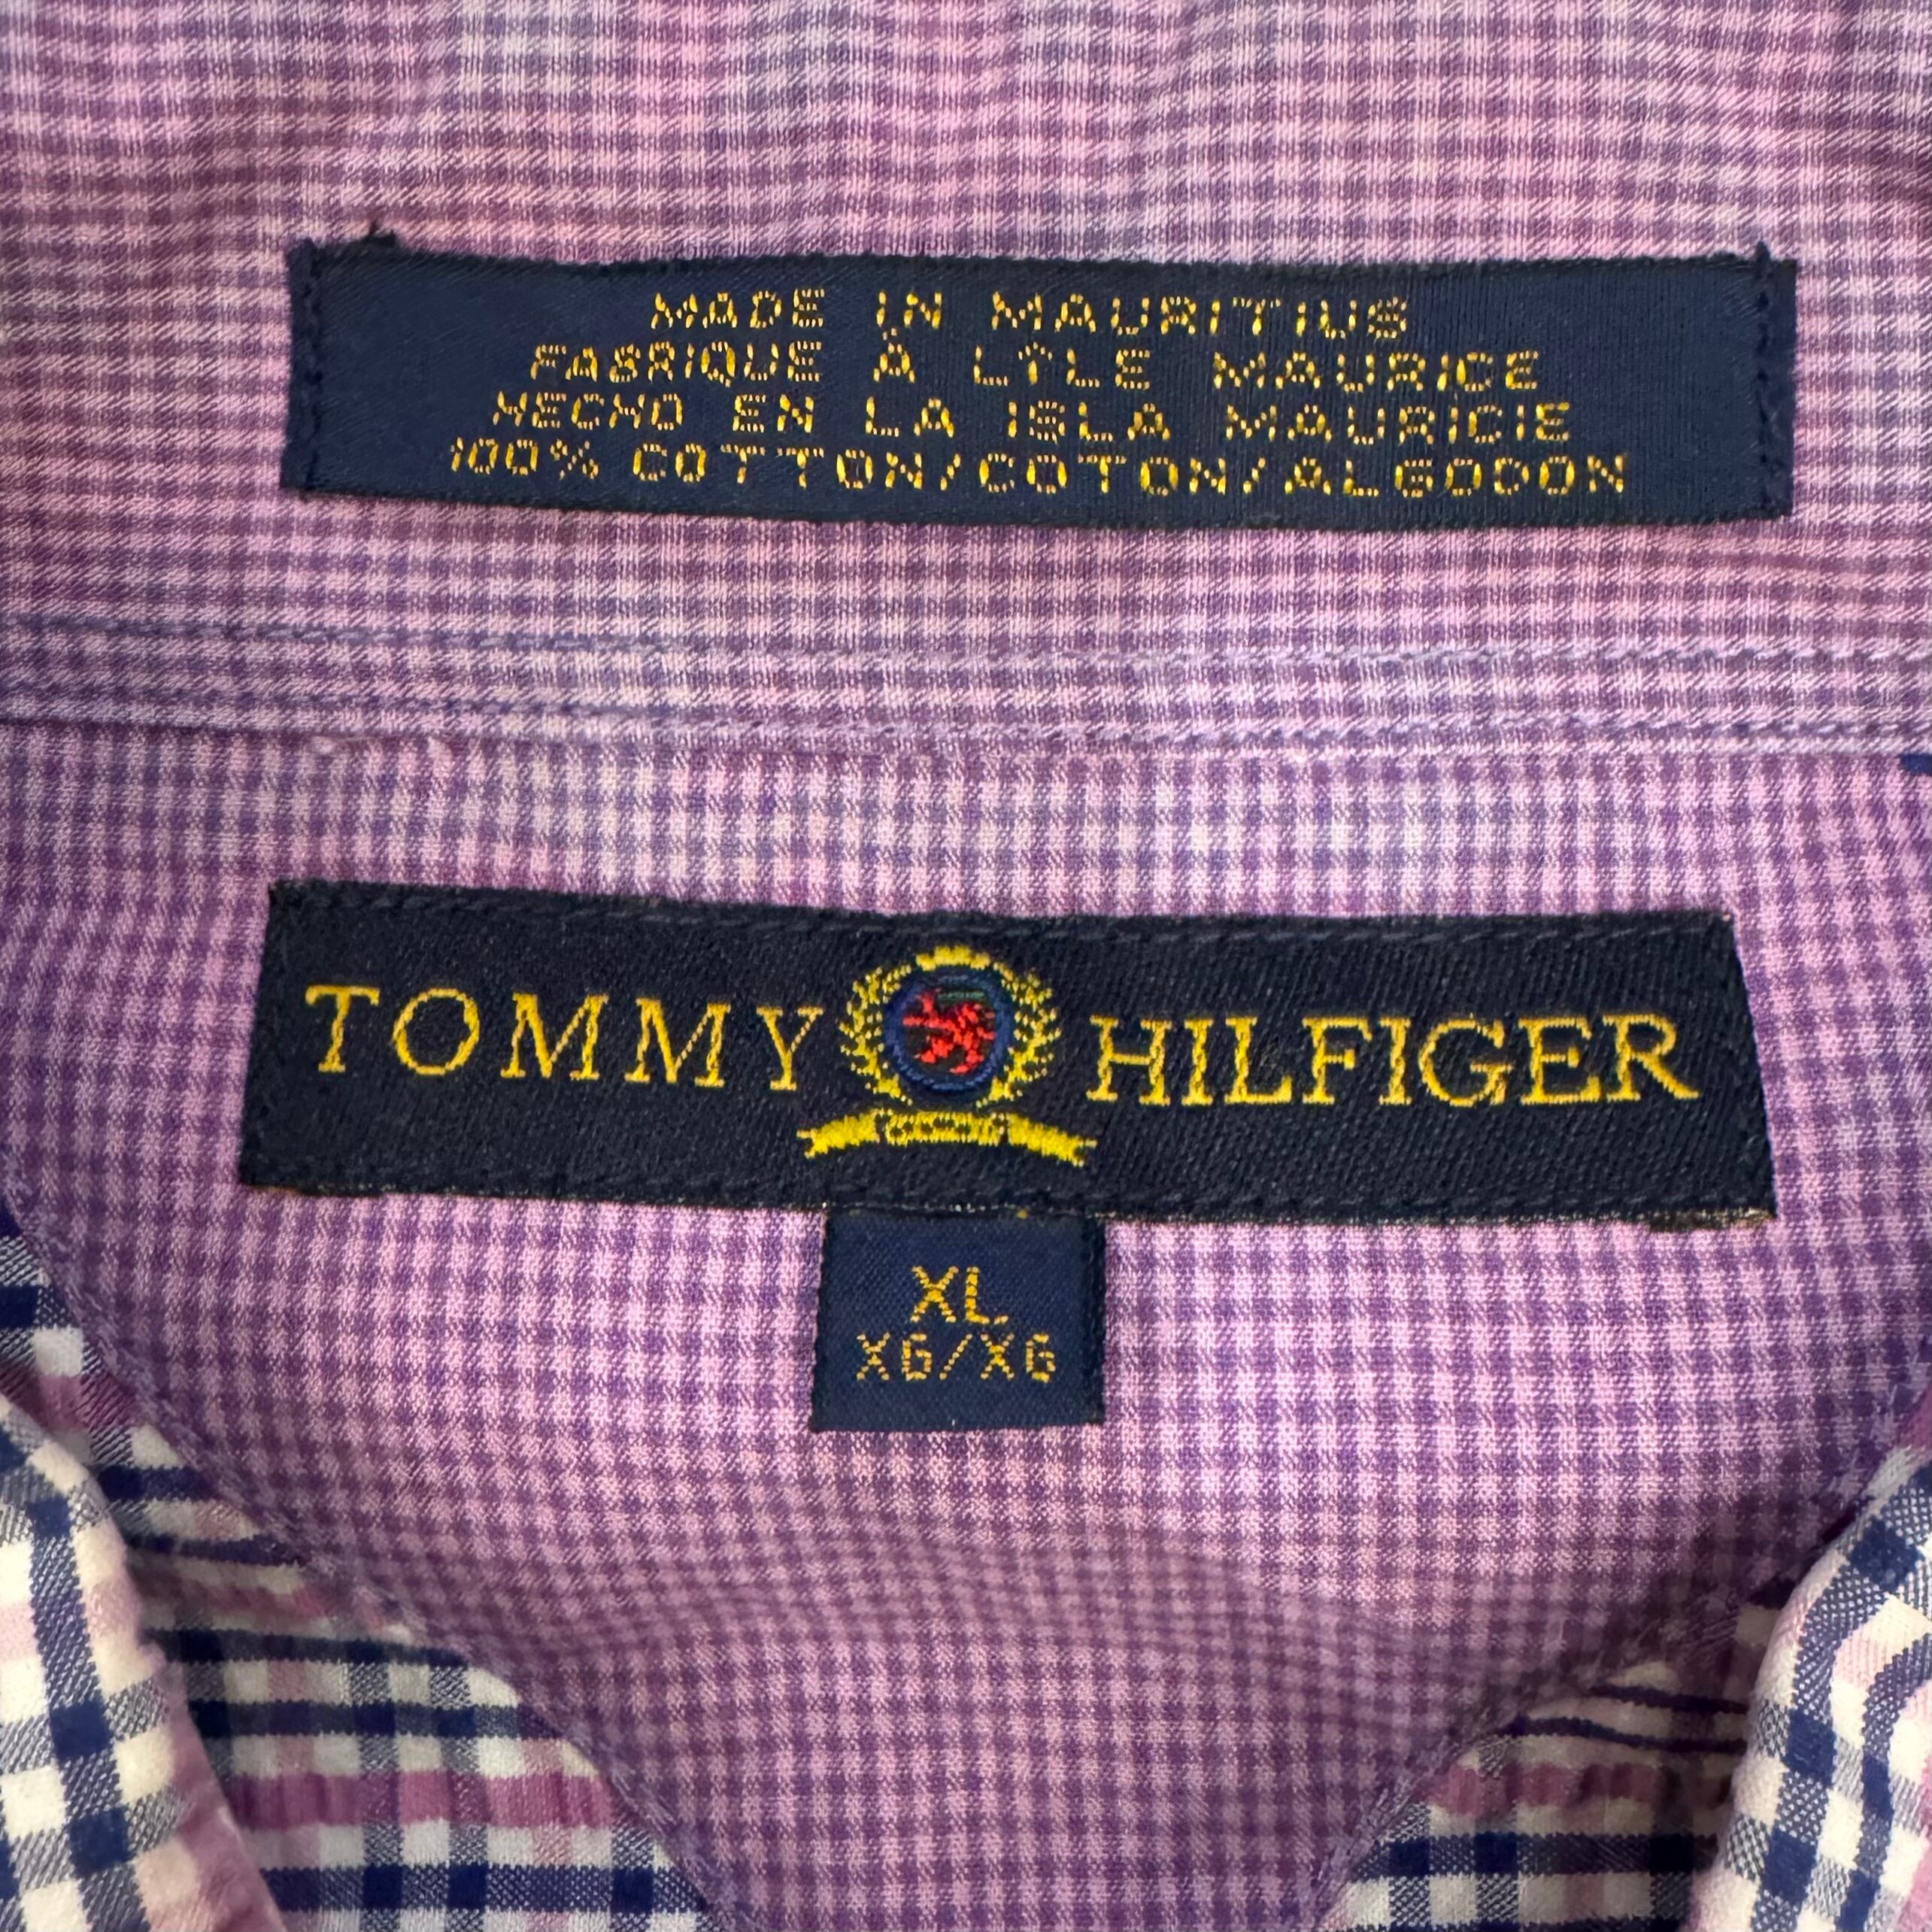 MADE IN MAURITIUS
FABRIQUE À L'ÎLE MAURICE
HECHO EN LA ISLA MAURICIE
100% COTTON/COTON/ALGODON
TOMMY HILFIGER
XL
XG/XG